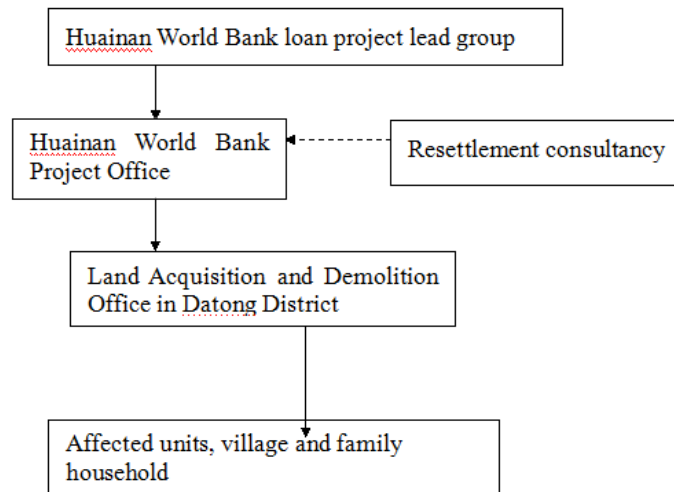 Huainan World Bank loan project lead group
Huainan World Bank
Project Office
Resettlement consultancy
Land Acquisition and Demolition
Office in Datong District
Affected units, village and family
household